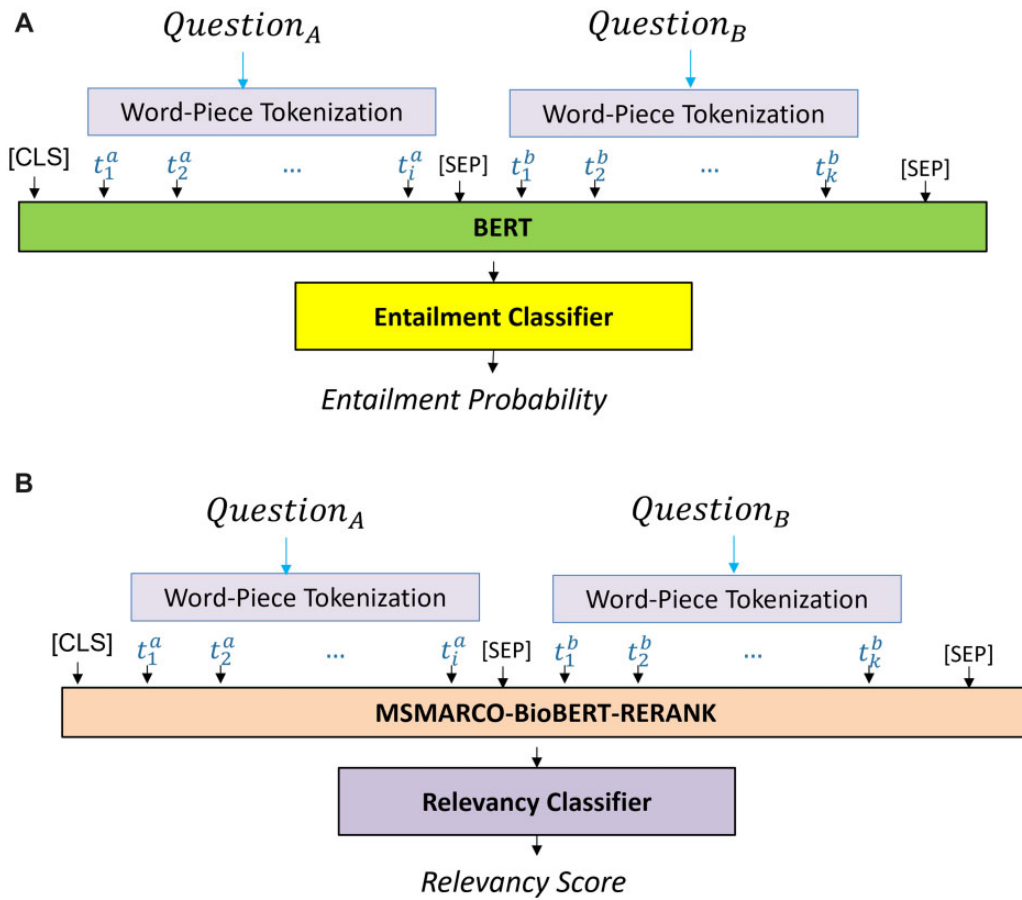 A
Question_A Question_B
Word-Piece Tokenization Word-Piece Tokenization
[CLS] t_1^a t_2^a ... t_i^a [SEP] t_1^b t_2^b ... t_k^b [SEP]
BERT
Entailment Classifier
Entailment Probability
B
Question_A Question_B
Word-Piece Tokenization Word-Piece Tokenization
[CLS] t_1^a t_2^a ... t_i^a [SEP] t_1^b t_2^b ... t_k^b [SEP]
MSMARCO-BioBERT-RERANK
Relevancy Classifier
Relevancy Score